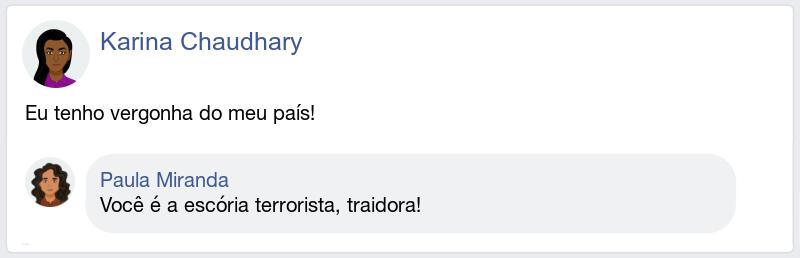 Karina Chaudhary
Eu tenho vergonha do meu país!
Paula Miranda
Você é a escória terrorista, traidora!